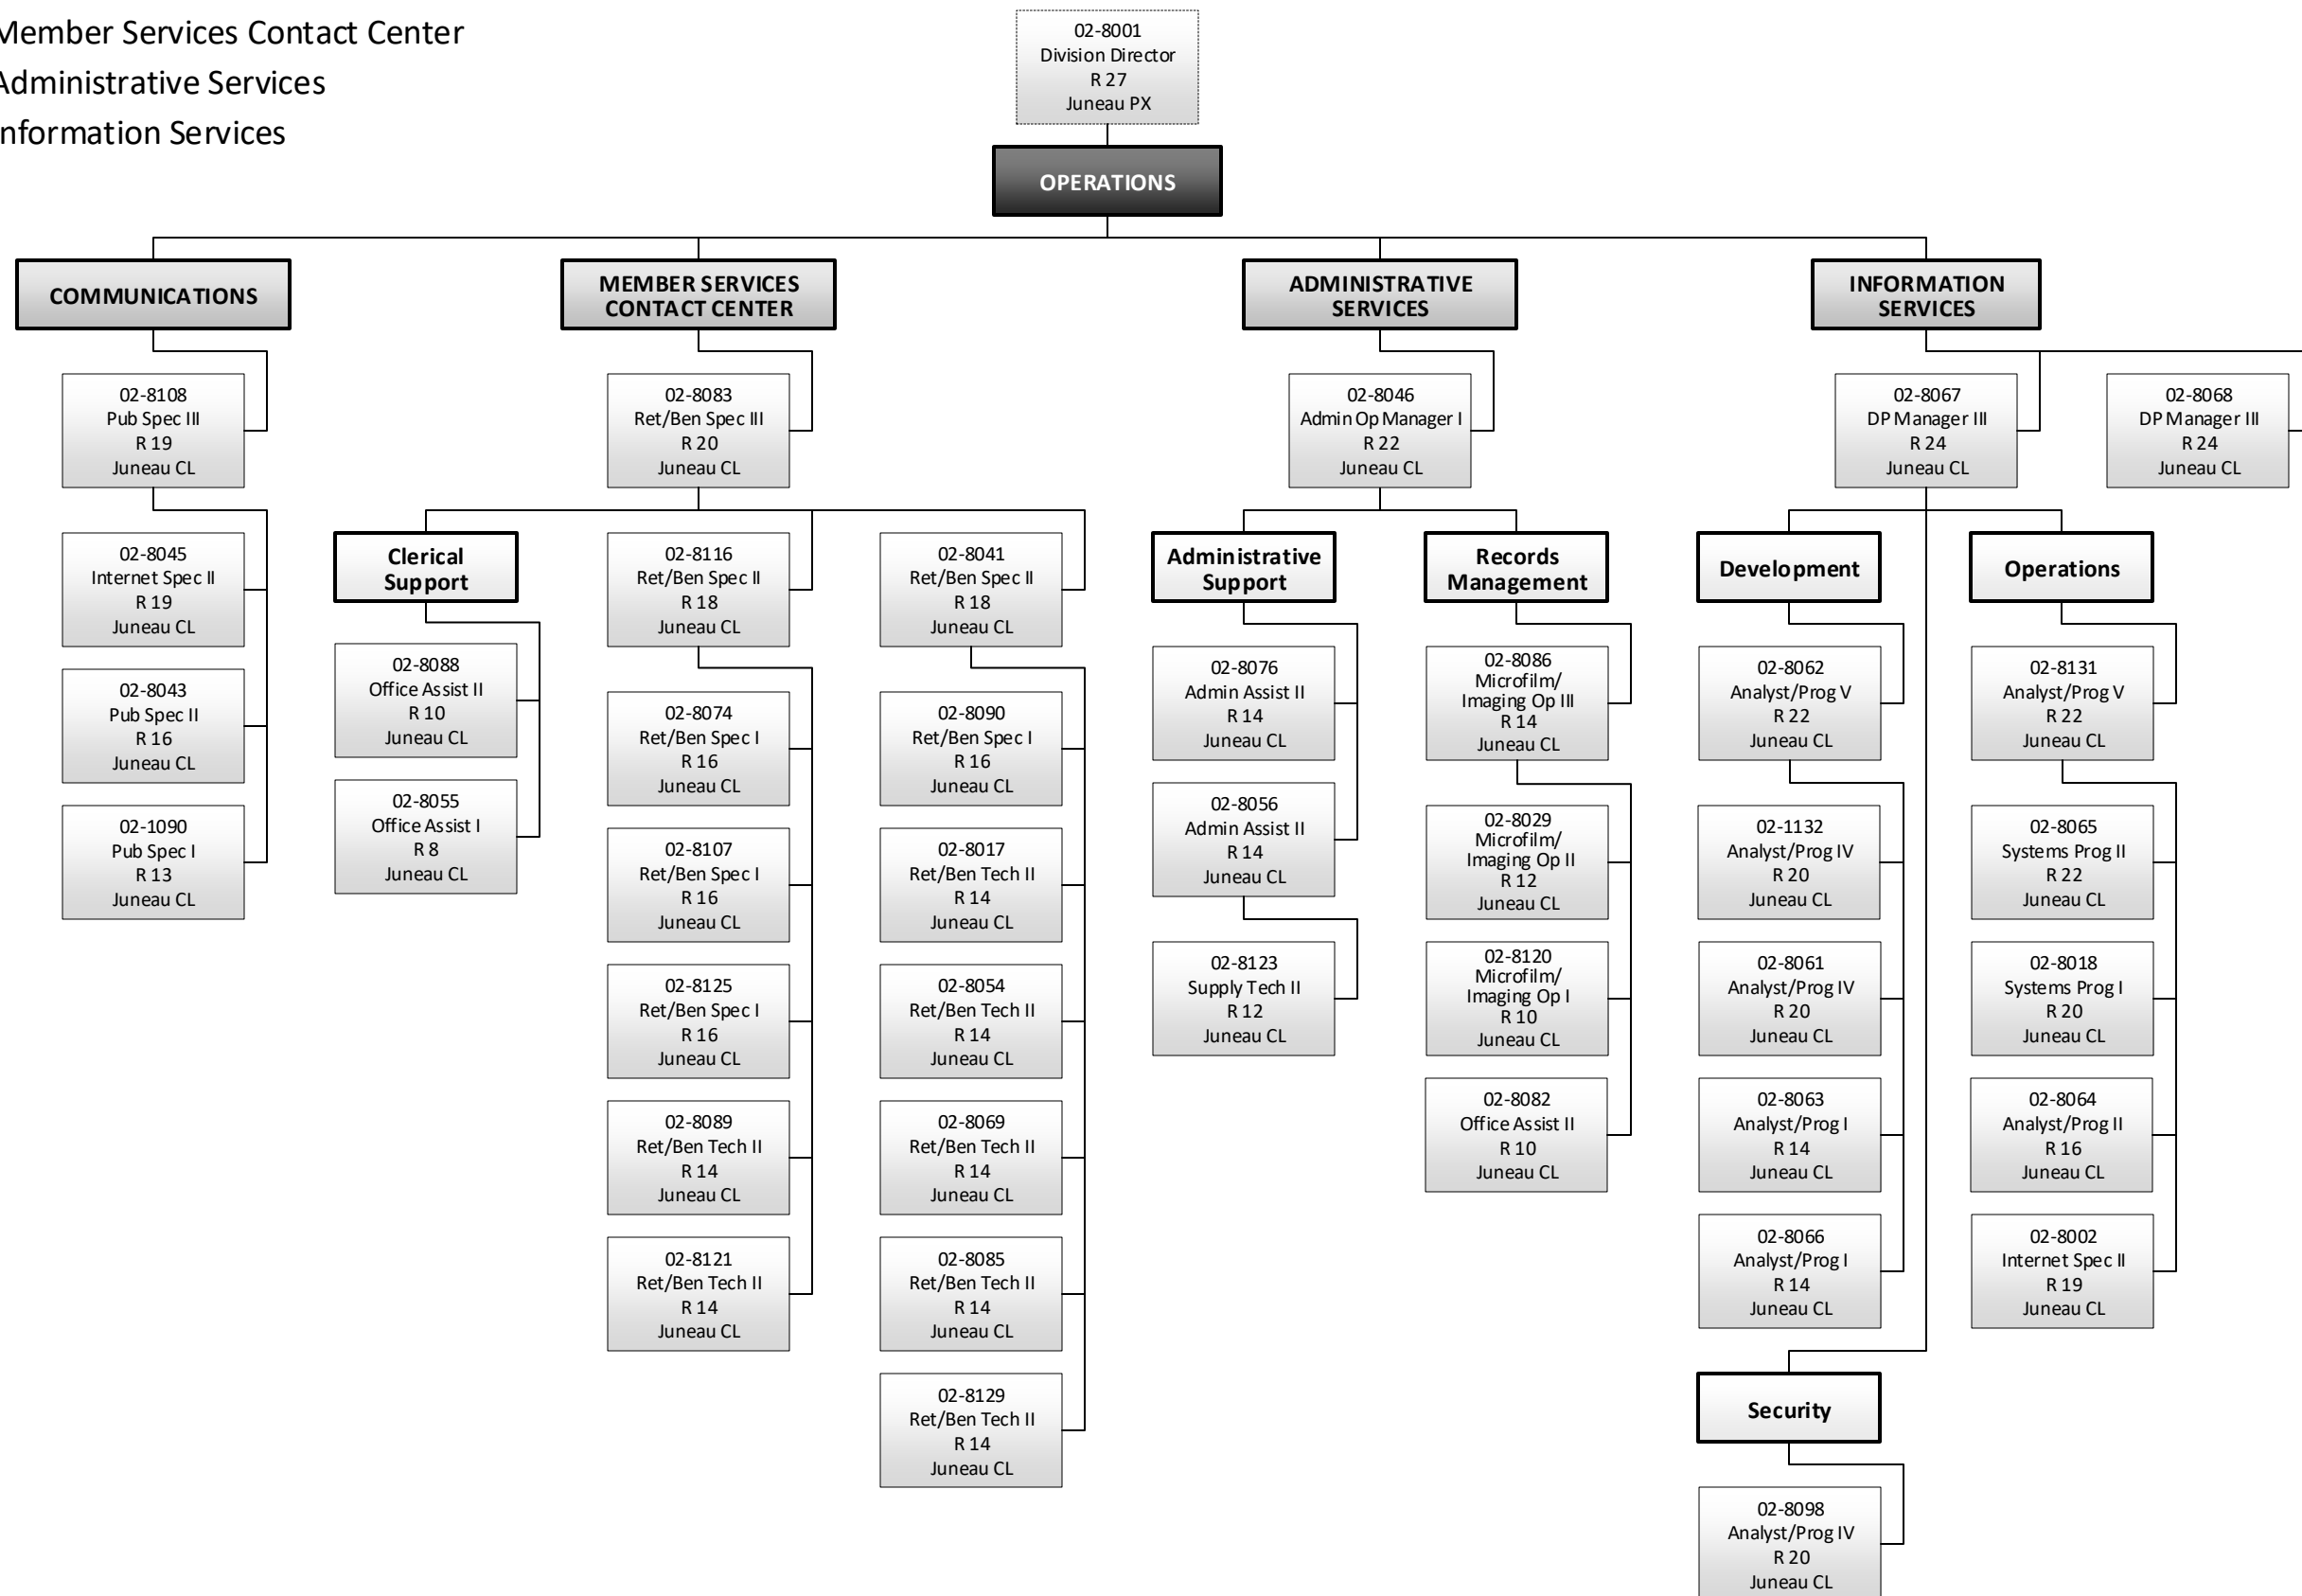 Member Services Contact Center
Administrative Services
Information Services
02-8001
Division Director
R 27
Juneau PX
OPERATIONS
COMMUNICATIONS
02-8108
Pub Spec III
R 19
Juneau CL
02-8045
Internet Spec II
R 19
Juneau CL
02-8043
Pub Spec II
R 16
Juneau CL
02-1090
Pub Spec I
R 13
Juneau CL
MEMBER SERVICES
CONTACT CENTER
02-8083
Ret/Ben Spec III
R 20
Juneau CL
Clerical
Support
02-8088
Office Assist II
R 10
Juneau CL
02-8055
Office Assist I
R 8
Juneau CL
02-8116
Ret/Ben Spec II
R 18
Juneau CL
02-8074
Ret/Ben Spec I
R 16
Juneau CL
02-8107
Ret/Ben Spec I
R 16
Juneau CL
02-8125
Ret/Ben Spec I
R 16
Juneau CL
02-8089
Ret/Ben Tech II
R 14
Juneau CL
02-8121
Ret/Ben Tech II
R 14
Juneau CL
02-8041
Ret/Ben Spec II
R 18
Juneau CL
02-8090
Ret/Ben Spec I
R 16
Juneau CL
02-8017
Ret/Ben Tech II
R 14
Juneau CL
02-8054
Ret/Ben Tech II
R 14
Juneau CL
02-8069
Ret/Ben Tech II
R 14
Juneau CL
02-8085
Ret/Ben Tech II
R 14
Juneau CL
02-8129
Ret/Ben Tech II
R 14
Juneau CL
ADMINISTRATIVE
SERVICES
02-8046
Admin Op Manager I
R 22
Juneau CL
Administrative
Support
02-8076
Admin Assist II
R 14
Juneau CL
02-8056
Admin Assist II
R 14
Juneau CL
02-8123
Supply Tech II
R 12
Juneau CL
Records
Management
02-8086
Microfilm/
Imaging Op III
R 14
Juneau CL
02-8029
Microfilm/
Imaging Op II
R 12
Juneau CL
02-8120
Microfilm/
Imaging Op I
R 10
Juneau CL
02-8082
Office Assist II
R 10
Juneau CL
INFORMATION
SERVICES
02-8067
DP Manager III
R 24
Juneau CL
02-8068
DP Manager III
R 24
Juneau CL
Development
02-8062
Analyst/Prog V
R 22
Juneau CL
02-1132
Analyst/Prog IV
R 20
Juneau CL
02-8061
Analyst/Prog IV
R 20
Juneau CL
02-8063
Analyst/Prog I
R 14
Juneau CL
02-8066
Analyst/Prog I
R 14
Juneau CL
Operations
02-8131
Analyst/Prog V
R 22
Juneau CL
02-8065
Systems Prog II
R 22
Juneau CL
02-8018
Systems Prog I
R 20
Juneau CL
02-8064
Analyst/Prog II
R 16
Juneau CL
02-8002
Internet Spec II
R 19
Juneau CL
Security
02-8098
Analyst/Prog IV
R 20
Juneau CL